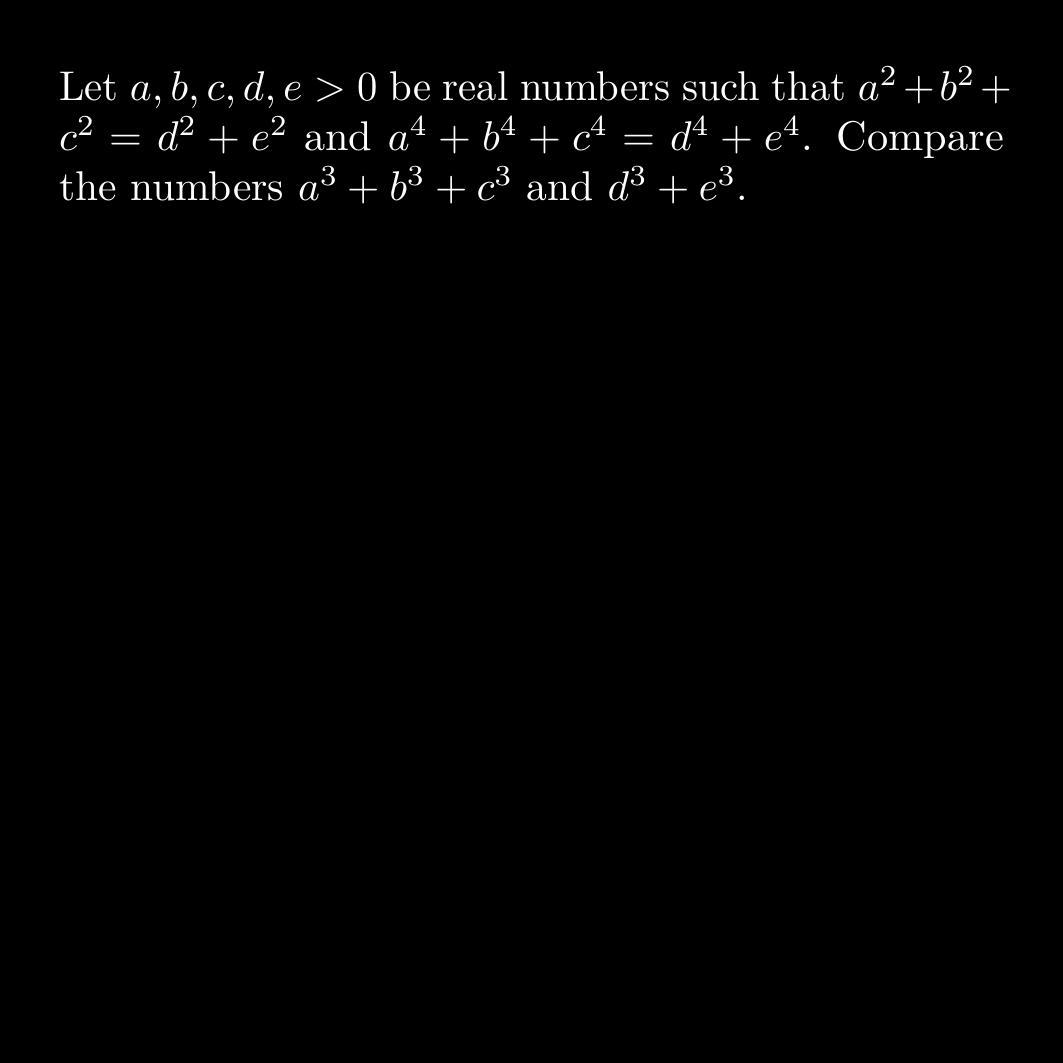 Let $a, b, c, d, e > 0$ be real numbers such that $a^2 + b^2 +$
$c^2 = d^2 + e^2$ and $a^4 + b^4 + c^4 = d^4 + e^4$. Compare
the numbers $a^3 + b^3 + c^3$ and $d^3 + e^3$.